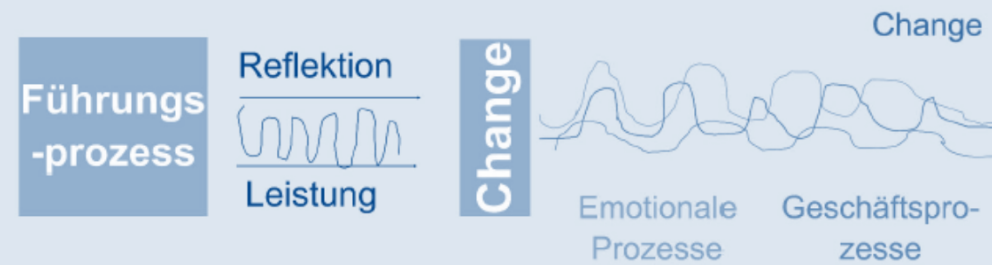 Führungs
-prozess
Reflektion
Leistung
Change
Change
Emotionale
Prozesse
Geschäftspro-
zesse